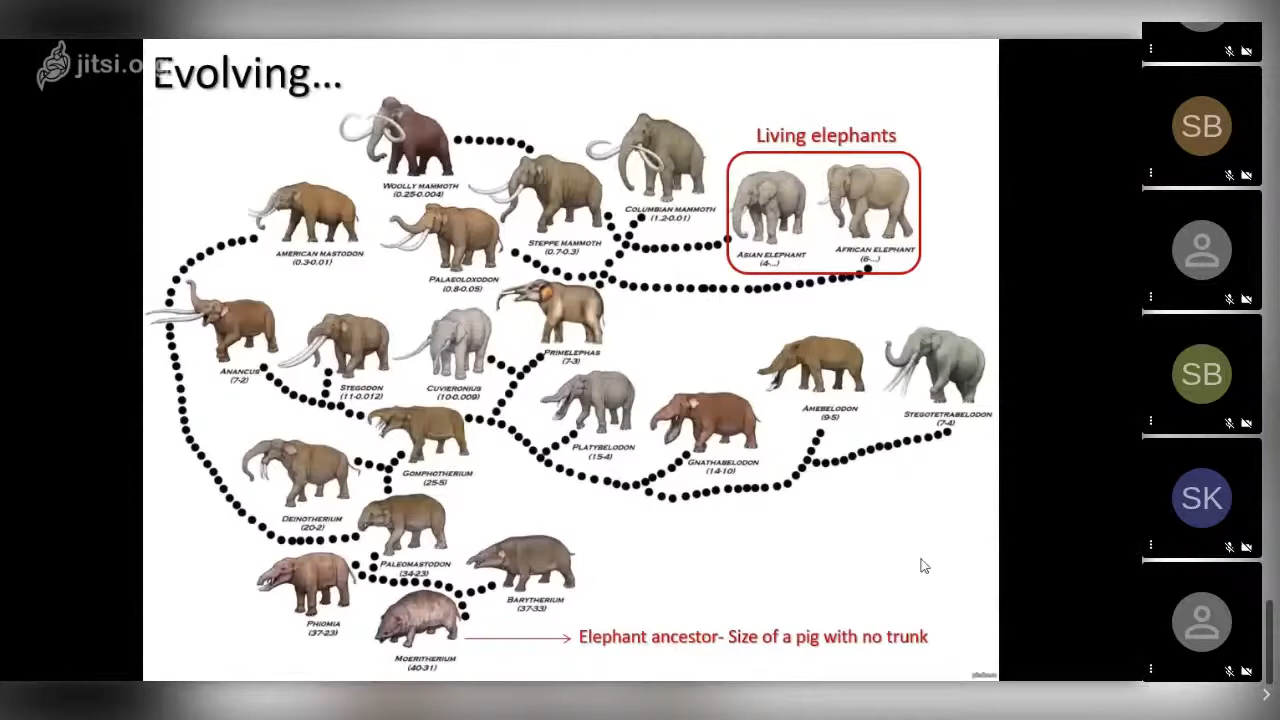 jitsi.o
Evolving...
Living elephants
WOOLLY MAMMOTH
(0.25-0.004)
COLUMBIAN MAMMOTH
(1.2-0.01)
STEPPE MAMMOTH
(0.7-0.3)
AMERICAN MASTODON
(0.3-0.01)
ASIAN ELEPHANT
(4-...)
AFRICAN ELEPHANT
(6-...)
PALAEOLOXODON
(0.8-0.05)
PRIMELEPHAS
(7-3)
ANANCUS
(7-2)
STEGODON
(11-0.012)
CUVIERONIUS
(10-0.009)
AMEBELODON
(9-5)
STEGOTETRABELODON
(7-4)
PLATYBELODON
(15-4)
GNATHABELODON
(14-10)
GOMPHOTHERIUM
(25-5)
DEINOTHERIUM
(20-2)
PALEOMASTODON
(34-23)
BARYTHERIUM
(37-33)
PHIOMIA
(37-23)
MOERITHERIUM
(40-31)
Elephant ancestor- Size of a pig with no trunk
SB
SB
SK